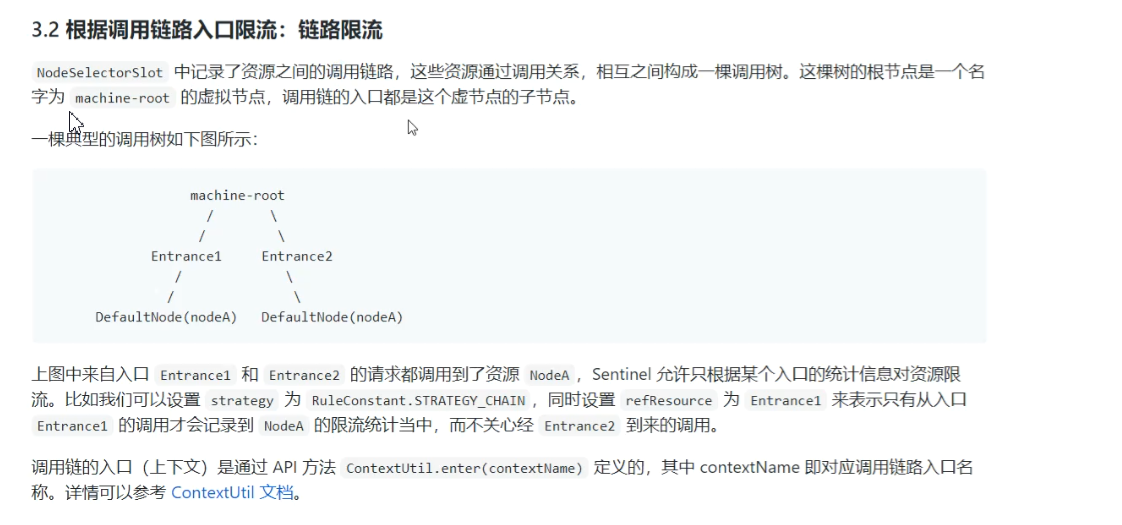 3.2 根据调用链路入口限流：链路限流
NodeSelectorSlot 中记录了资源之间的调用链路，这些资源通过调用关系，相互之间构成一棵调用树。这棵树的根节点是一个名
字为 machine-root 的虚拟节点，调用链的入口都是这个虚节点的子节点。
一棵典型的调用树如下图所示：
machine-root
/ \
/ \
Entrance1 Entrance2
/ \
/ \
DefaultNode(nodeA) DefaultNode(nodeA)
上图中来自入口 Entrance1 和 Entrance2 的请求都调用到了资源 NodeA，Sentinel 允许只根据某个入口的统计信息对资源限
流。比如我们可以设置 strategy 为 RuleConstant.STRATEGY_CHAIN，同时设置 refResource 为 Entrance1 来表示只有从入口
Entrance1 的调用才会记录到 NodeA 的限流统计当中，而不关心经 Entrance2 到来的调用。
调用链的入口（上下文）是通过 API 方法 ContextUtil.enter(contextName) 定义的，其中 contextName 即对应调用链路入口名
称。详情可以参考 ContextUtil 文档。